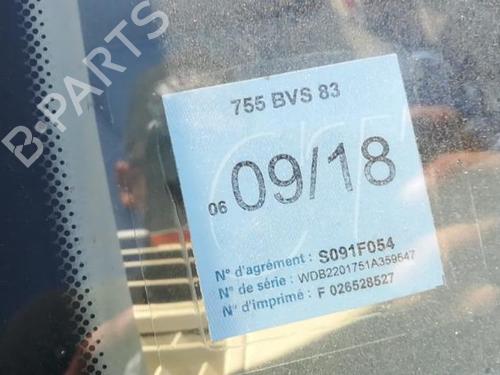 B PARTS
755 BVS 83
06 09/18
N° d'agrément : S091F054
N° de série : WDB2201751A359547
N° d'imprimé : F 026528527